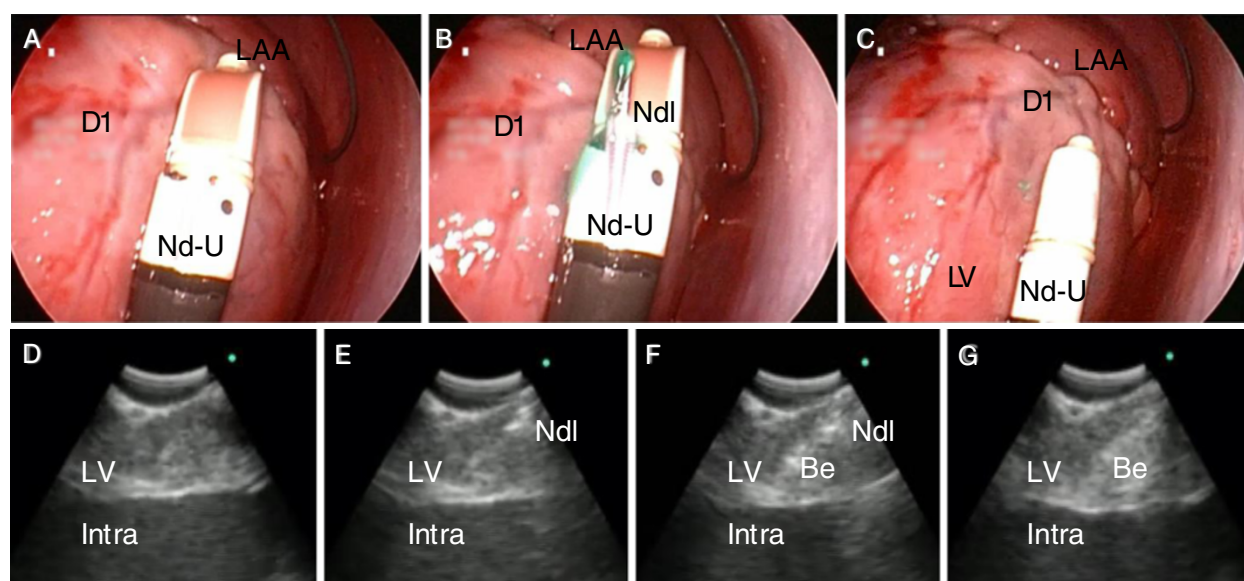 A
LAA
D1
Nd-U
B
LAA
D1
Ndl
Nd-U
C
LAA
D1
LV
Nd-U
D
LV
Intra
E
Ndl
LV
Intra
F
Ndl
LV
Be
Intra
G
LV
Be
Intra